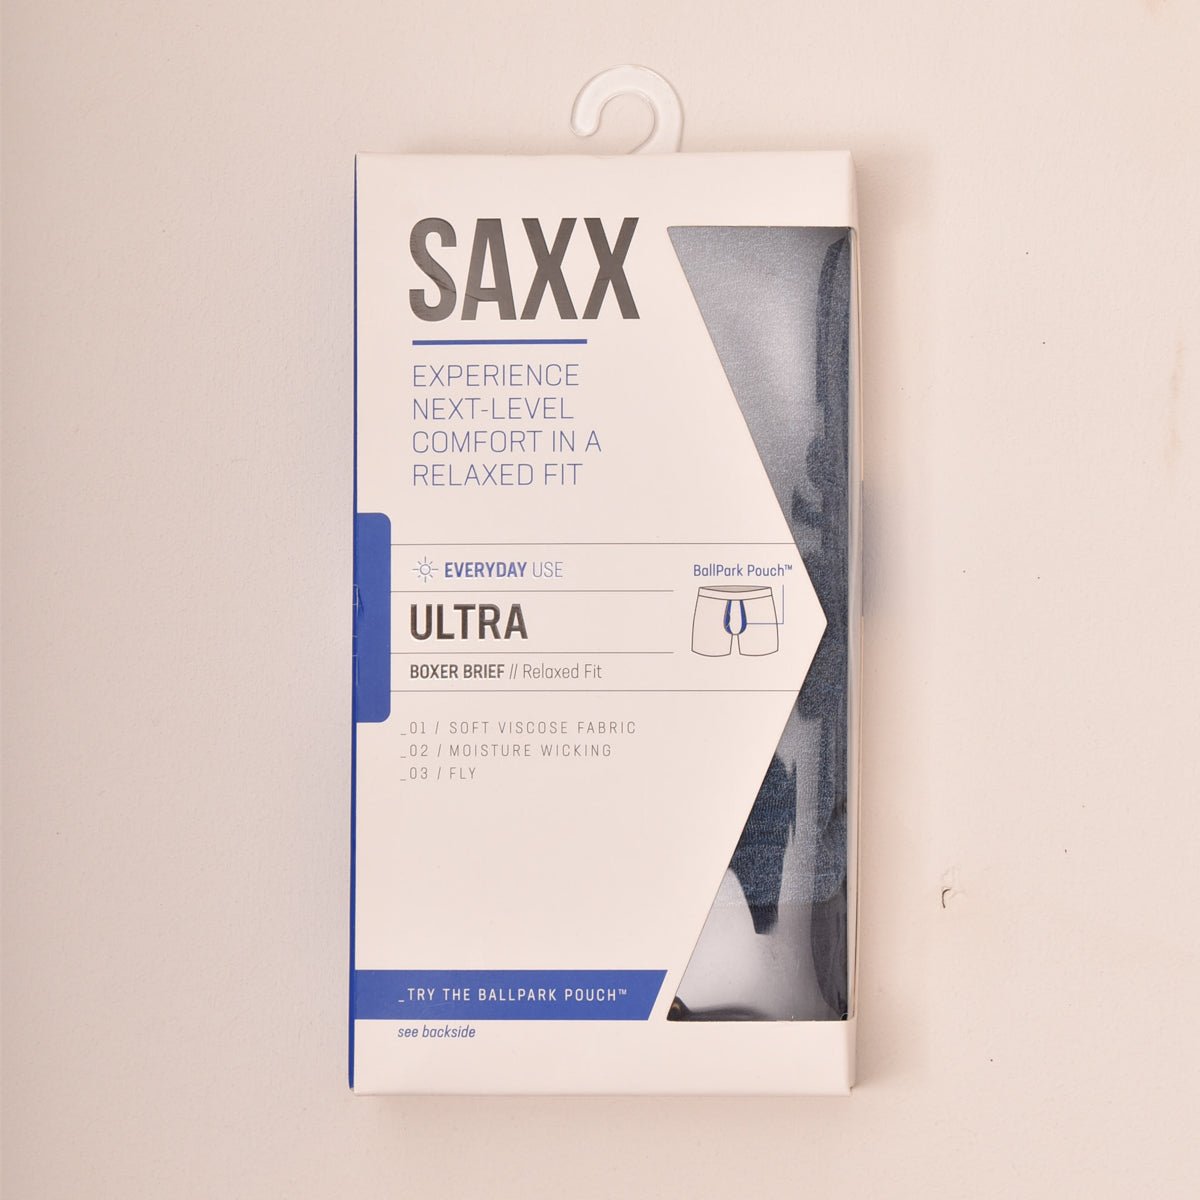 SAXX
EXPERIENCE
NEXT-LEVEL
COMFORT IN A
RELAXED FIT
EVERYDAY USE
BallPark Pouch™
ULTRA
BOXER BRIEF // Relaxed Fit
_01 / SOFT VISCOSE FABRIC
_02 / MOISTURE WICKING
_03 / FLY
_TRY THE BALLPARK POUCH™
see backside